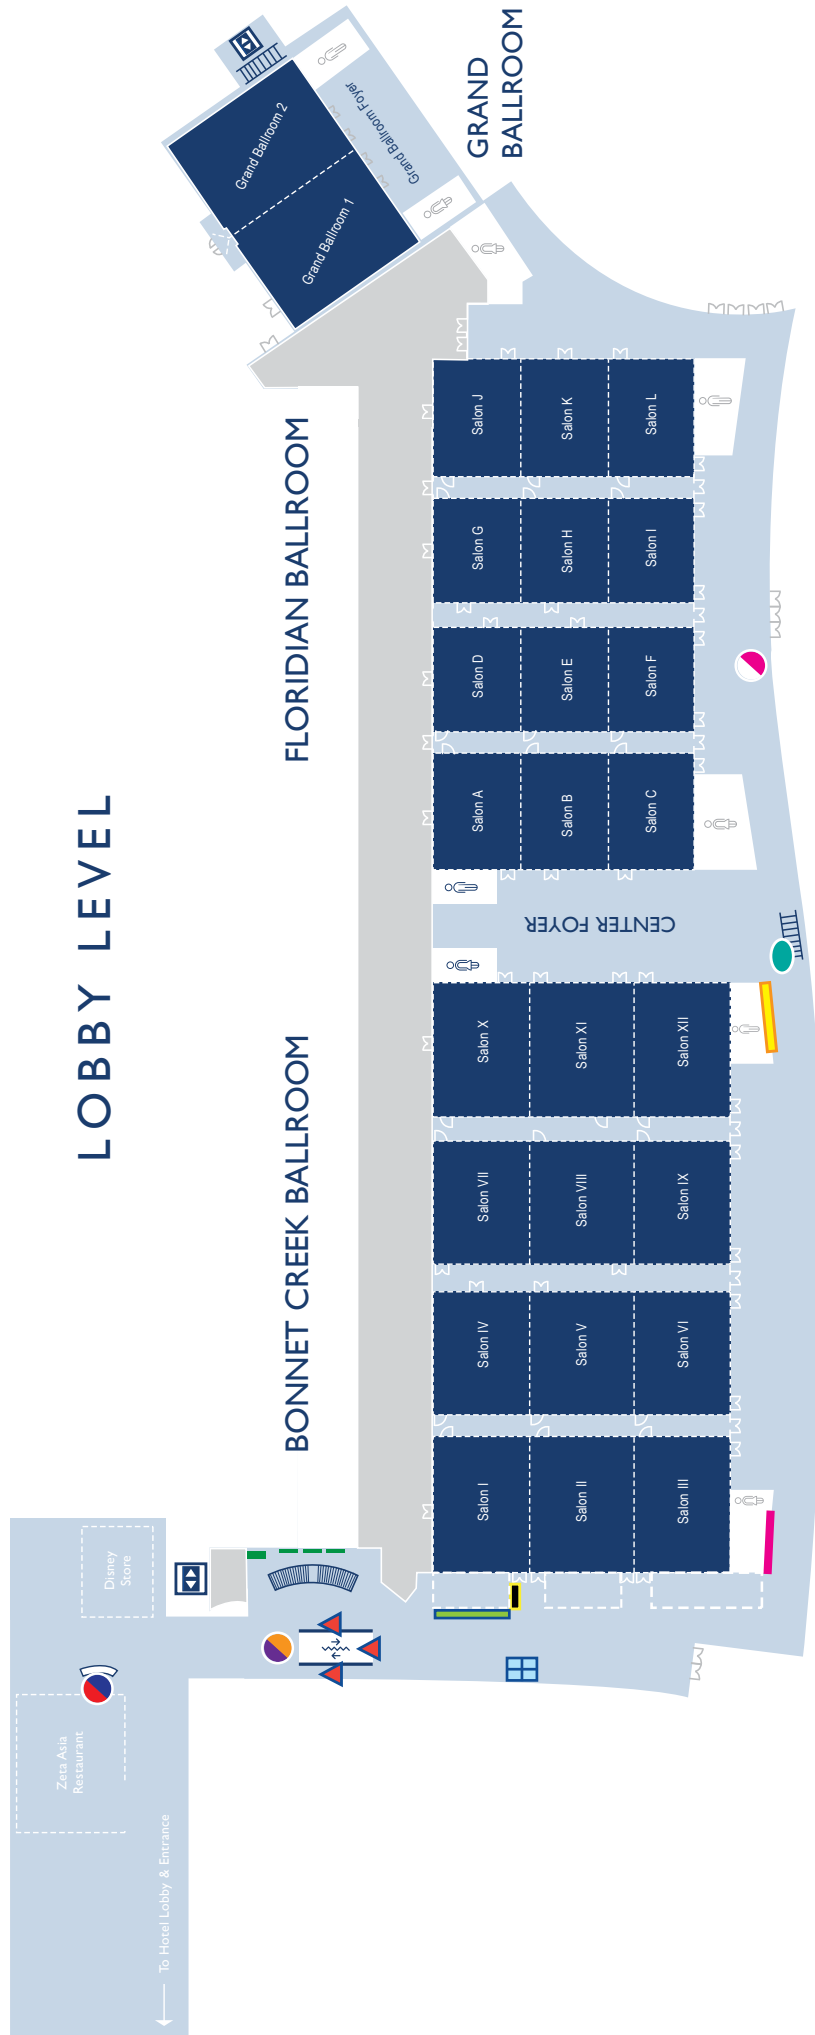 LOBBY LEVEL
GRAND
BALLROOM
Grand Ballroom 2
Grand Ballroom Foyer
Grand Ballroom 1
FLORIDIAN BALLROOM
Salon J
Salon K
Salon L
Salon G
Salon H
Salon I
Salon D
Salon E
Salon F
Salon A
Salon B
Salon C
CENTER FOYER
BONNET CREEK BALLROOM
Salon X
Salon XI
Salon XII
Salon VII
Salon VIII
Salon IX
Salon IV
Salon V
Salon VI
Salon I
Salon II
Salon III
Disney
Store
Zeta Asia
Restaurant
To Hotel Lobby & Entrance